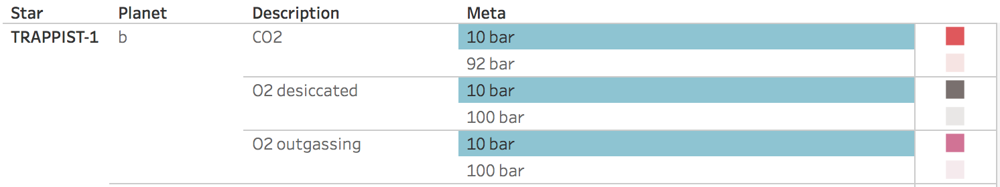 Star Planet Description Meta
TRAPPIST-1 b CO2 10 bar
92 bar
O2 desiccated 10 bar
100 bar
O2 outgassing 10 bar
100 bar